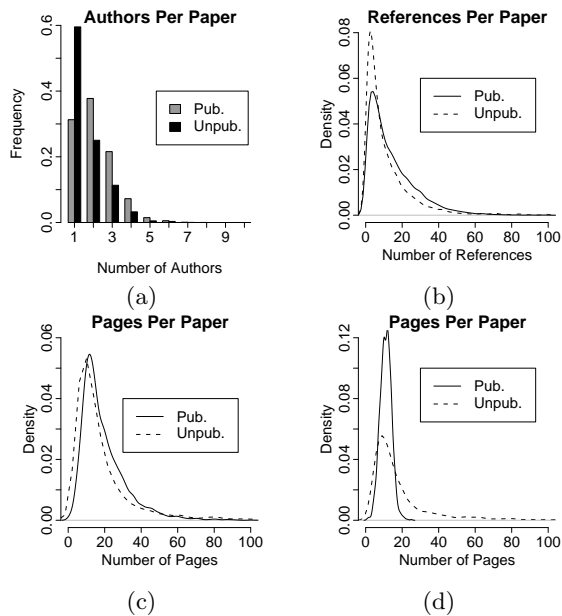 Authors Per Paper
Frequency
0.0 0.2 0.4 0.6
Pub.
Unpub.
1 3 5 7 9
Number of Authors
(a)
References Per Paper
Density
0.00 0.02 0.04 0.06 0.08
Pub.
Unpub.
0 20 40 60 80 100
Number of References
(b)
Pages Per Paper
Density
0.00 0.02 0.04 0.06
Pub.
Unpub.
0 20 40 60 80 100
Number of Pages
(c)
Pages Per Paper
Density
0.00 0.04 0.08 0.12
Pub.
Unpub.
0 20 40 60 80 100
Number of Pages
(d)